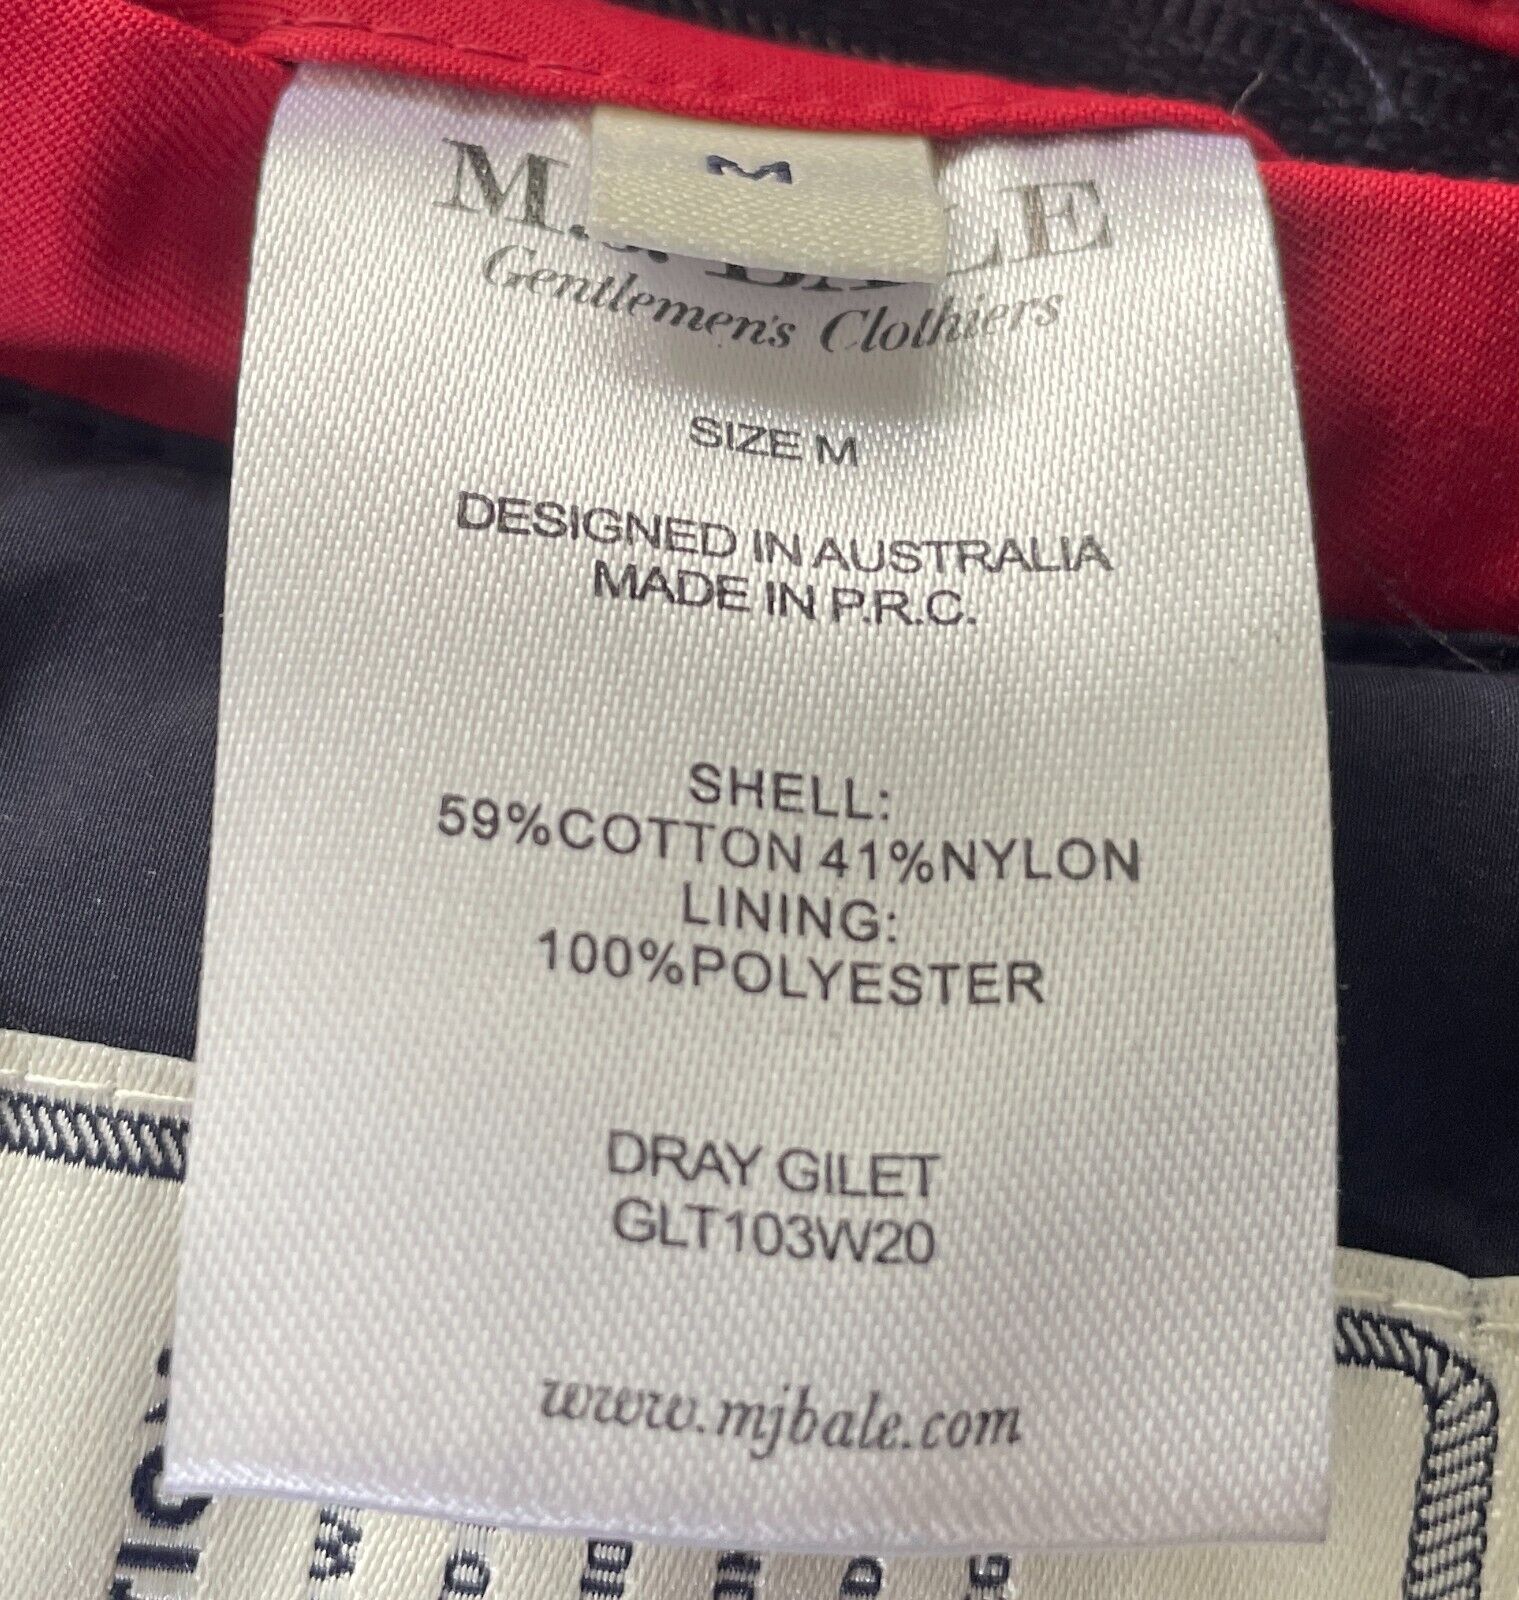 M
M.J. BALE
Gentlemen's Clothiers
SIZE M
DESIGNED IN AUSTRALIA
MADE IN P.R.C.
SHELL:
59%COTTON 41%NYLON
LINING:
100%POLYESTER
DRAY GILET
GLT103W20
www.mjbale.com